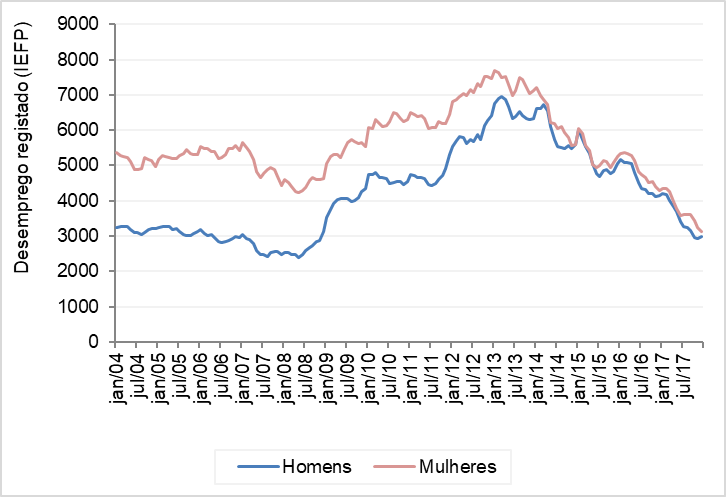 Desemprego registado (IEFP)
9000
8000
7000
6000
5000
4000
3000
2000
1000
0
jan/04
jul/04
jan/05
jul/05
jan/06
jul/06
jan/07
jul/07
jan/08
jul/08
jan/09
jul/09
jan/10
jul/10
jan/11
jul/11
jan/12
jul/12
jan/13
jul/13
jan/14
jul/14
jan/15
jul/15
jan/16
jul/16
jan/17
jul/17
Homens
Mulheres